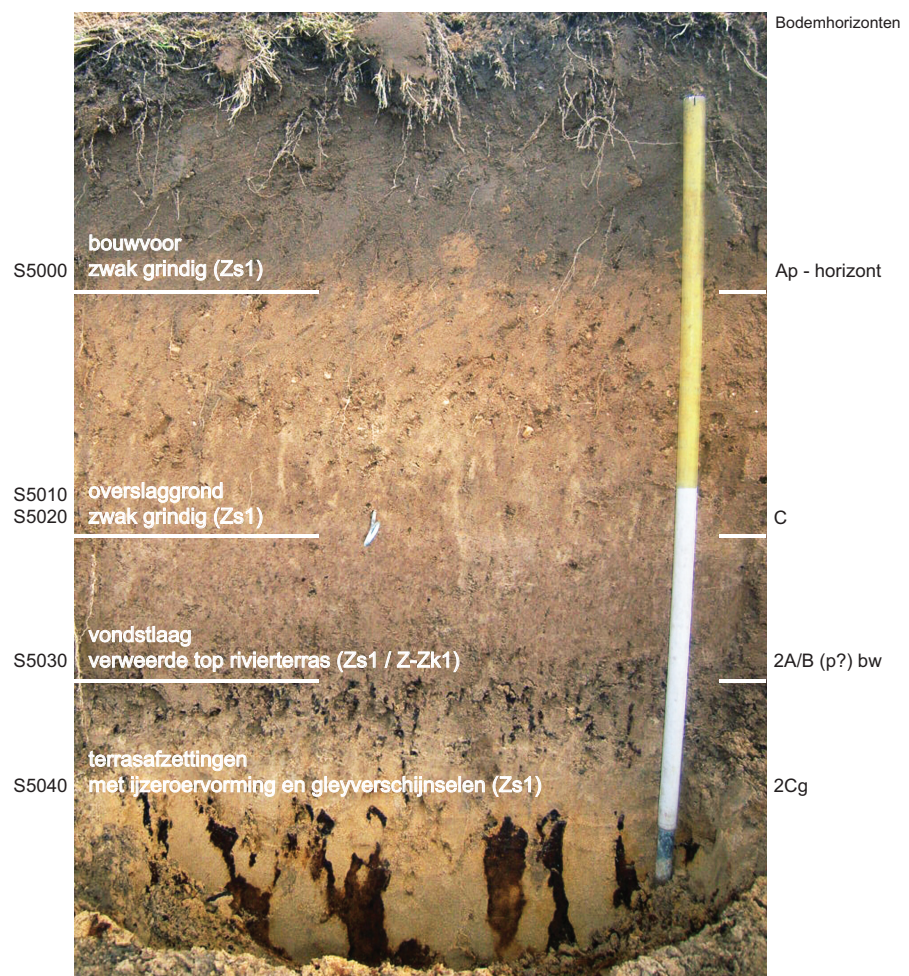 Bodemhorizonten
bouwvoor
S5000 zwak grindig (Zs1) Ap - horizont
S5010 overslaggrond
S5020 zwak grindig (Zs1) C
vondstlaag
S5030 verweerde top rivierterras (Zs1 / Z-Zk1) 2A/B (p?) bw
terrasafzettingen
S5040 met ijzeroervorming en gleyverschijnselen (Zs1) 2Cg